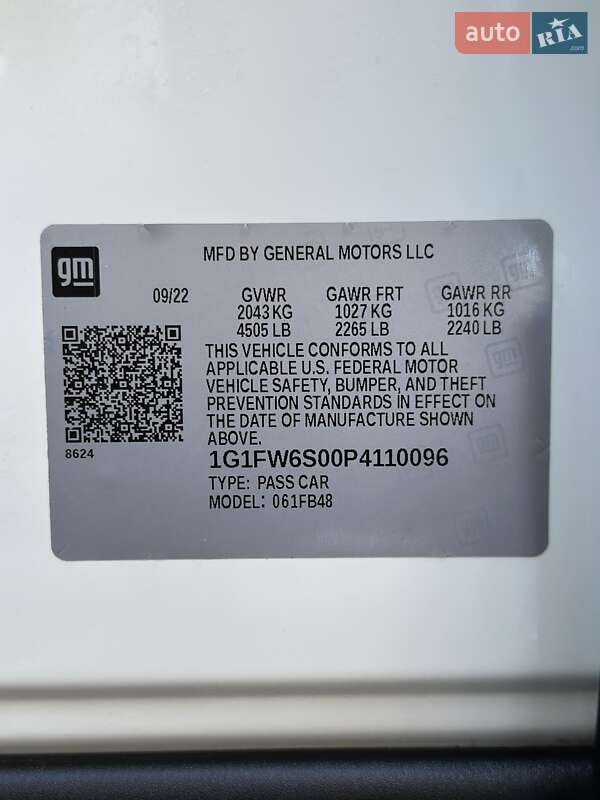 auto RIA
.com
gm
MFD BY GENERAL MOTORS LLC
09/22 GVWR GAWR FRT GAWR RR
2043 KG 1027 KG 1016 KG
4505 LB 2265 LB 2240 LB
THIS VEHICLE CONFORMS TO ALL
APPLICABLE U.S. FEDERAL MOTOR
VEHICLE SAFETY, BUMPER, AND THEFT
PREVENTION STANDARDS IN EFFECT ON
THE DATE OF MANUFACTURE SHOWN
ABOVE.
8624
1G1FW6S00P4110096
TYPE: PASS CAR
MODEL: 061FB48